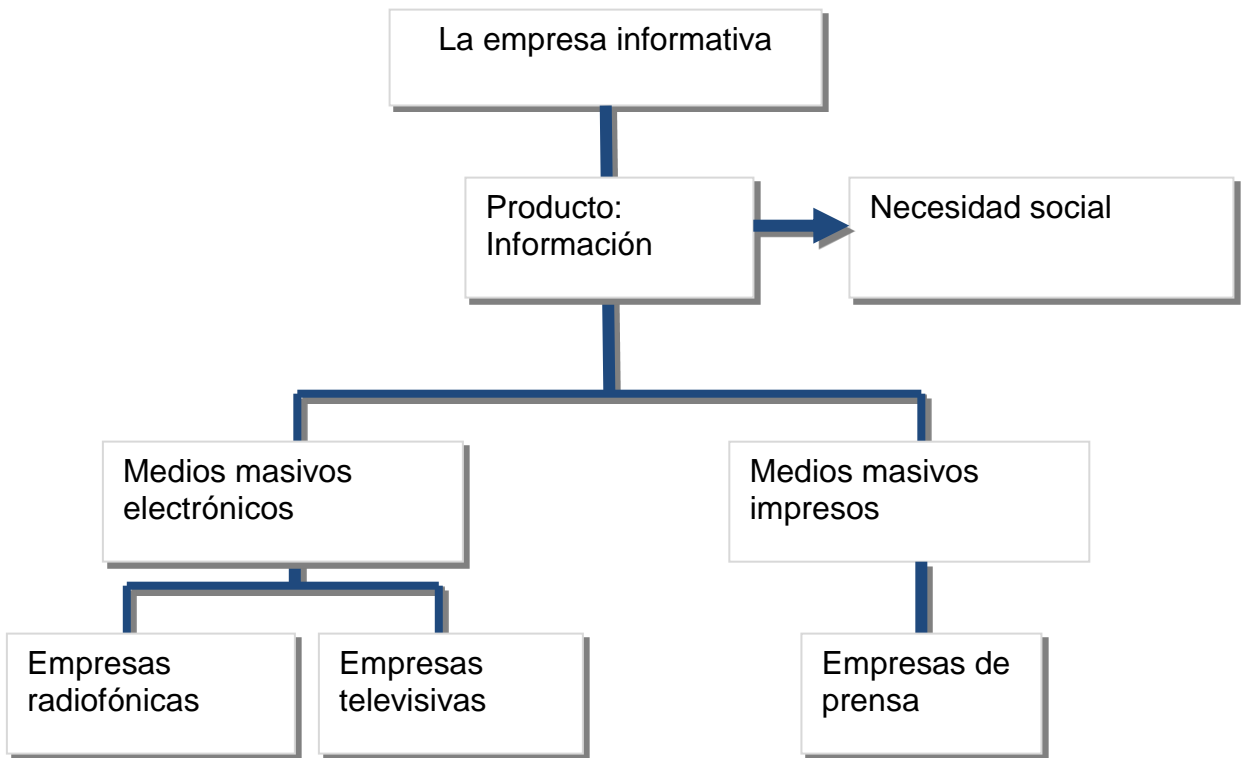 La empresa informativa
Producto:
Información
Necesidad social
Medios masivos
electrónicos
Medios masivos
impresos
Empresas
radiofónicas
Empresas
televisivas
Empresas de
prensa